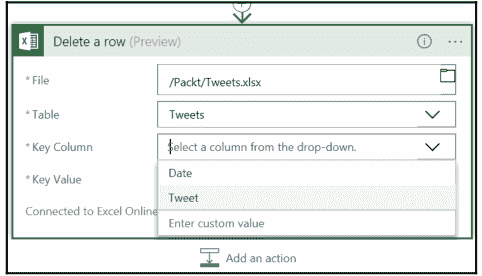 Delete a row (Preview)
* File
/Packt/Tweets.xlsx
* Table
Tweets
* Key Column
Select a column from the drop-down.
* Key Value
Date
Tweet
Connected to Excel Online
Enter custom value
Add an action